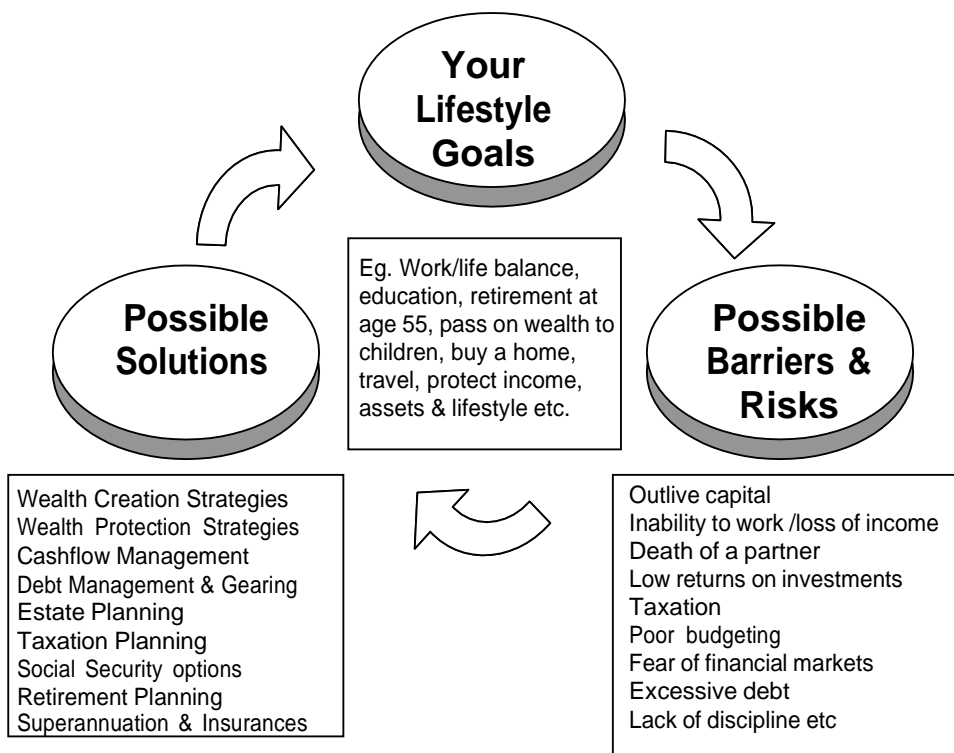 Your
Lifestyle
Goals
Eg. Work/life balance,
education, retirement at
age 55, pass on wealth to
children, buy a home,
travel, protect income,
assets & lifestyle etc.
Possible
Solutions
Possible
Barriers &
Risks
Wealth Creation Strategies
Wealth Protection Strategies
Cashflow Management
Debt Management & Gearing
Estate Planning
Taxation Planning
Social Security options
Retirement Planning
Superannuation & Insurances
Outlive capital
Inability to work /loss of income
Death of a partner
Low returns on investments
Taxation
Poor budgeting
Fear of financial markets
Excessive debt
Lack of discipline etc